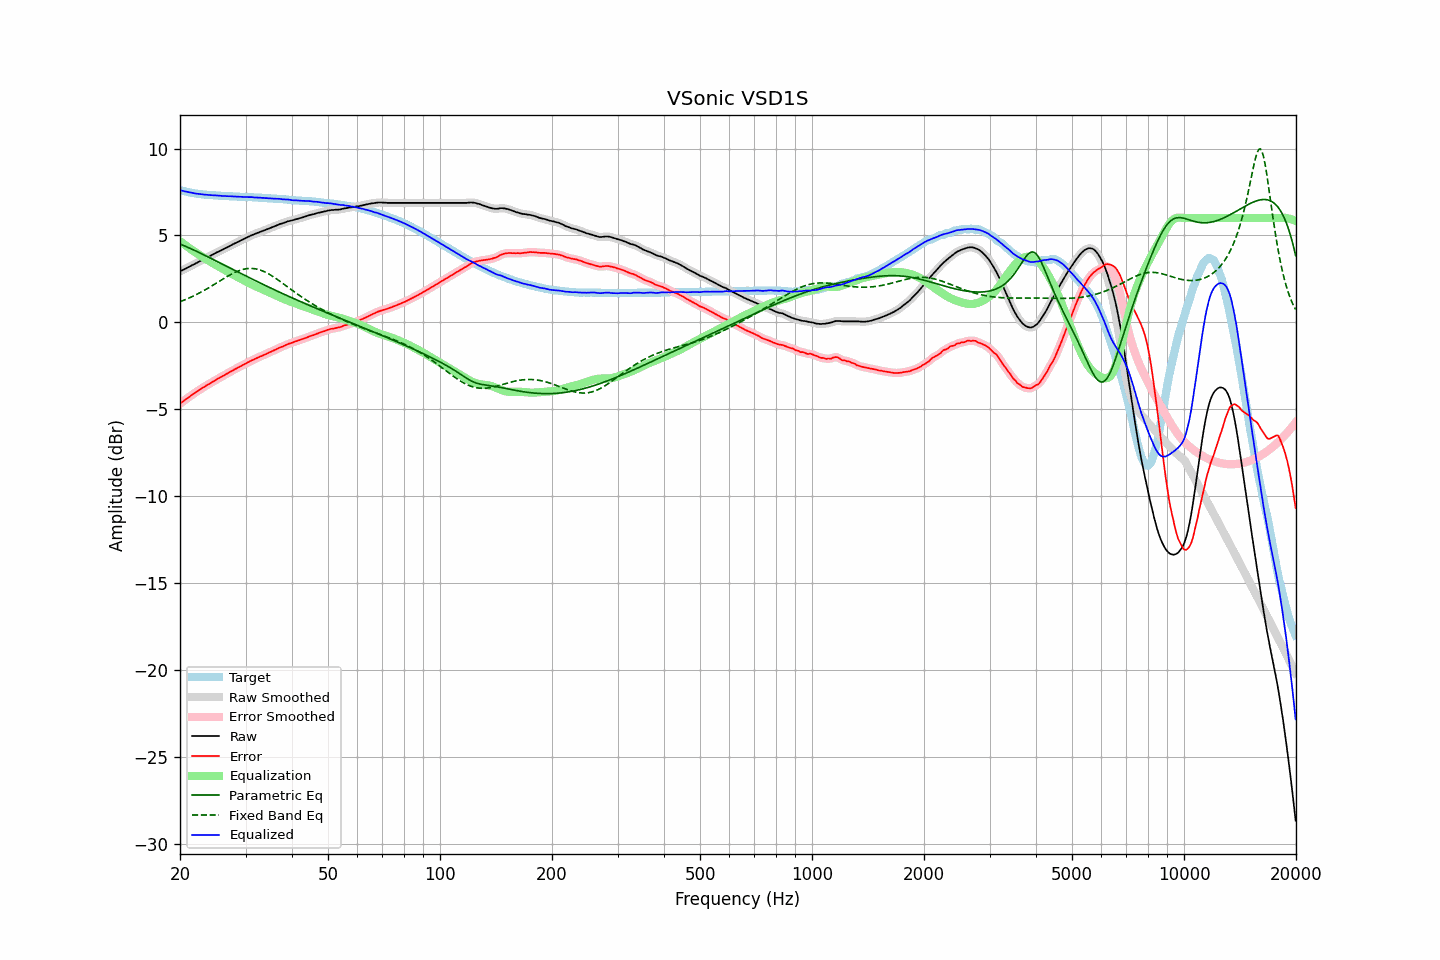 VSonic VSD1S
10
5
0
−5
−10
−15
−20
−25
−30
Amplitude (dBr)
Target
Raw Smoothed
Error Smoothed
Raw
Error
Equalization
Parametric Eq
Fixed Band Eq
Equalized
20 50 100 200 500 1000 2000 5000 10000 20000
Frequency (Hz)